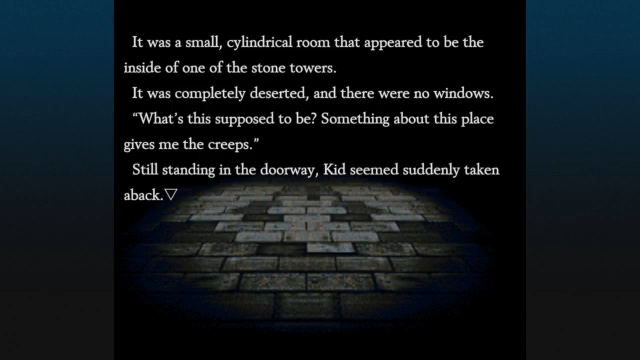 It was a small, cylindrical room that appeared to be the
inside of one of the stone towers.
It was completely deserted, and there were no windows.
“What’s this supposed to be? Something about this place
gives me the creeps.”
Still standing in the doorway, Kid seemed suddenly taken
aback.▽